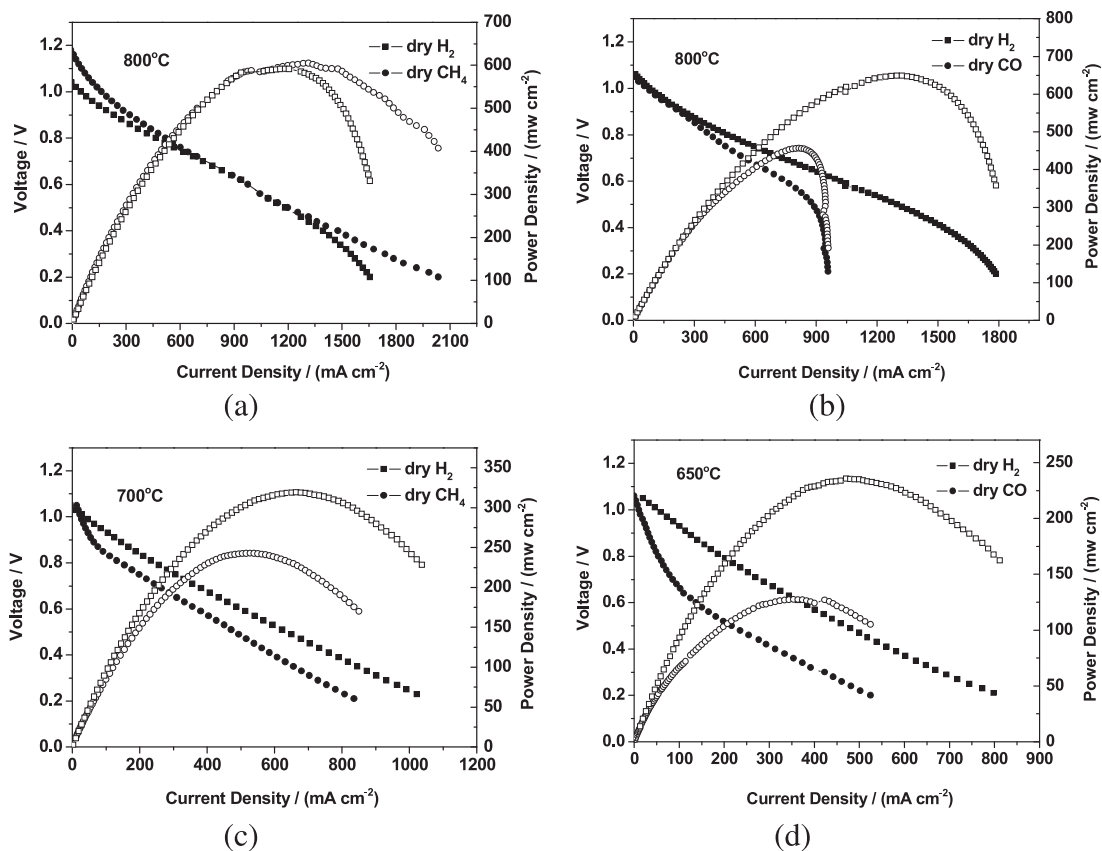 800°C
dry H2
dry CH4
Voltage / V
1.2
1.0
0.8
0.6
0.4
0.2
0.0
0 300 600 900 1200 1500 1800 2100
Current Density / (mA cm-2)
700
600
500
400
300
200
100
0
Power Density / (mw cm-2)
(a)
800°C
dry H2
dry CO
Voltage / V
1.2
1.0
0.8
0.6
0.4
0.2
0.0
0 300 600 900 1200 1500 1800
Current Density / (mA cm-2)
800
700
600
500
400
300
200
100
0
Power Density / (mw cm-2)
(b)
700°C
dry H2
dry CH4
Voltage / V
1.2
1.0
0.8
0.6
0.4
0.2
0.0
0 200 400 600 800 1000 1200
Current Density / (mA cm-2)
350
300
250
200
150
100
50
0
Power Density / (mw cm-2)
(c)
650°C
dry H2
dry CO
Voltage / V
1.2
1.0
0.8
0.6
0.4
0.2
0.0
0 100 200 300 400 500 600 700 800 900
Current Density / (mA cm-2)
250
200
150
100
50
0
Power Density / (mw cm-2)
(d)